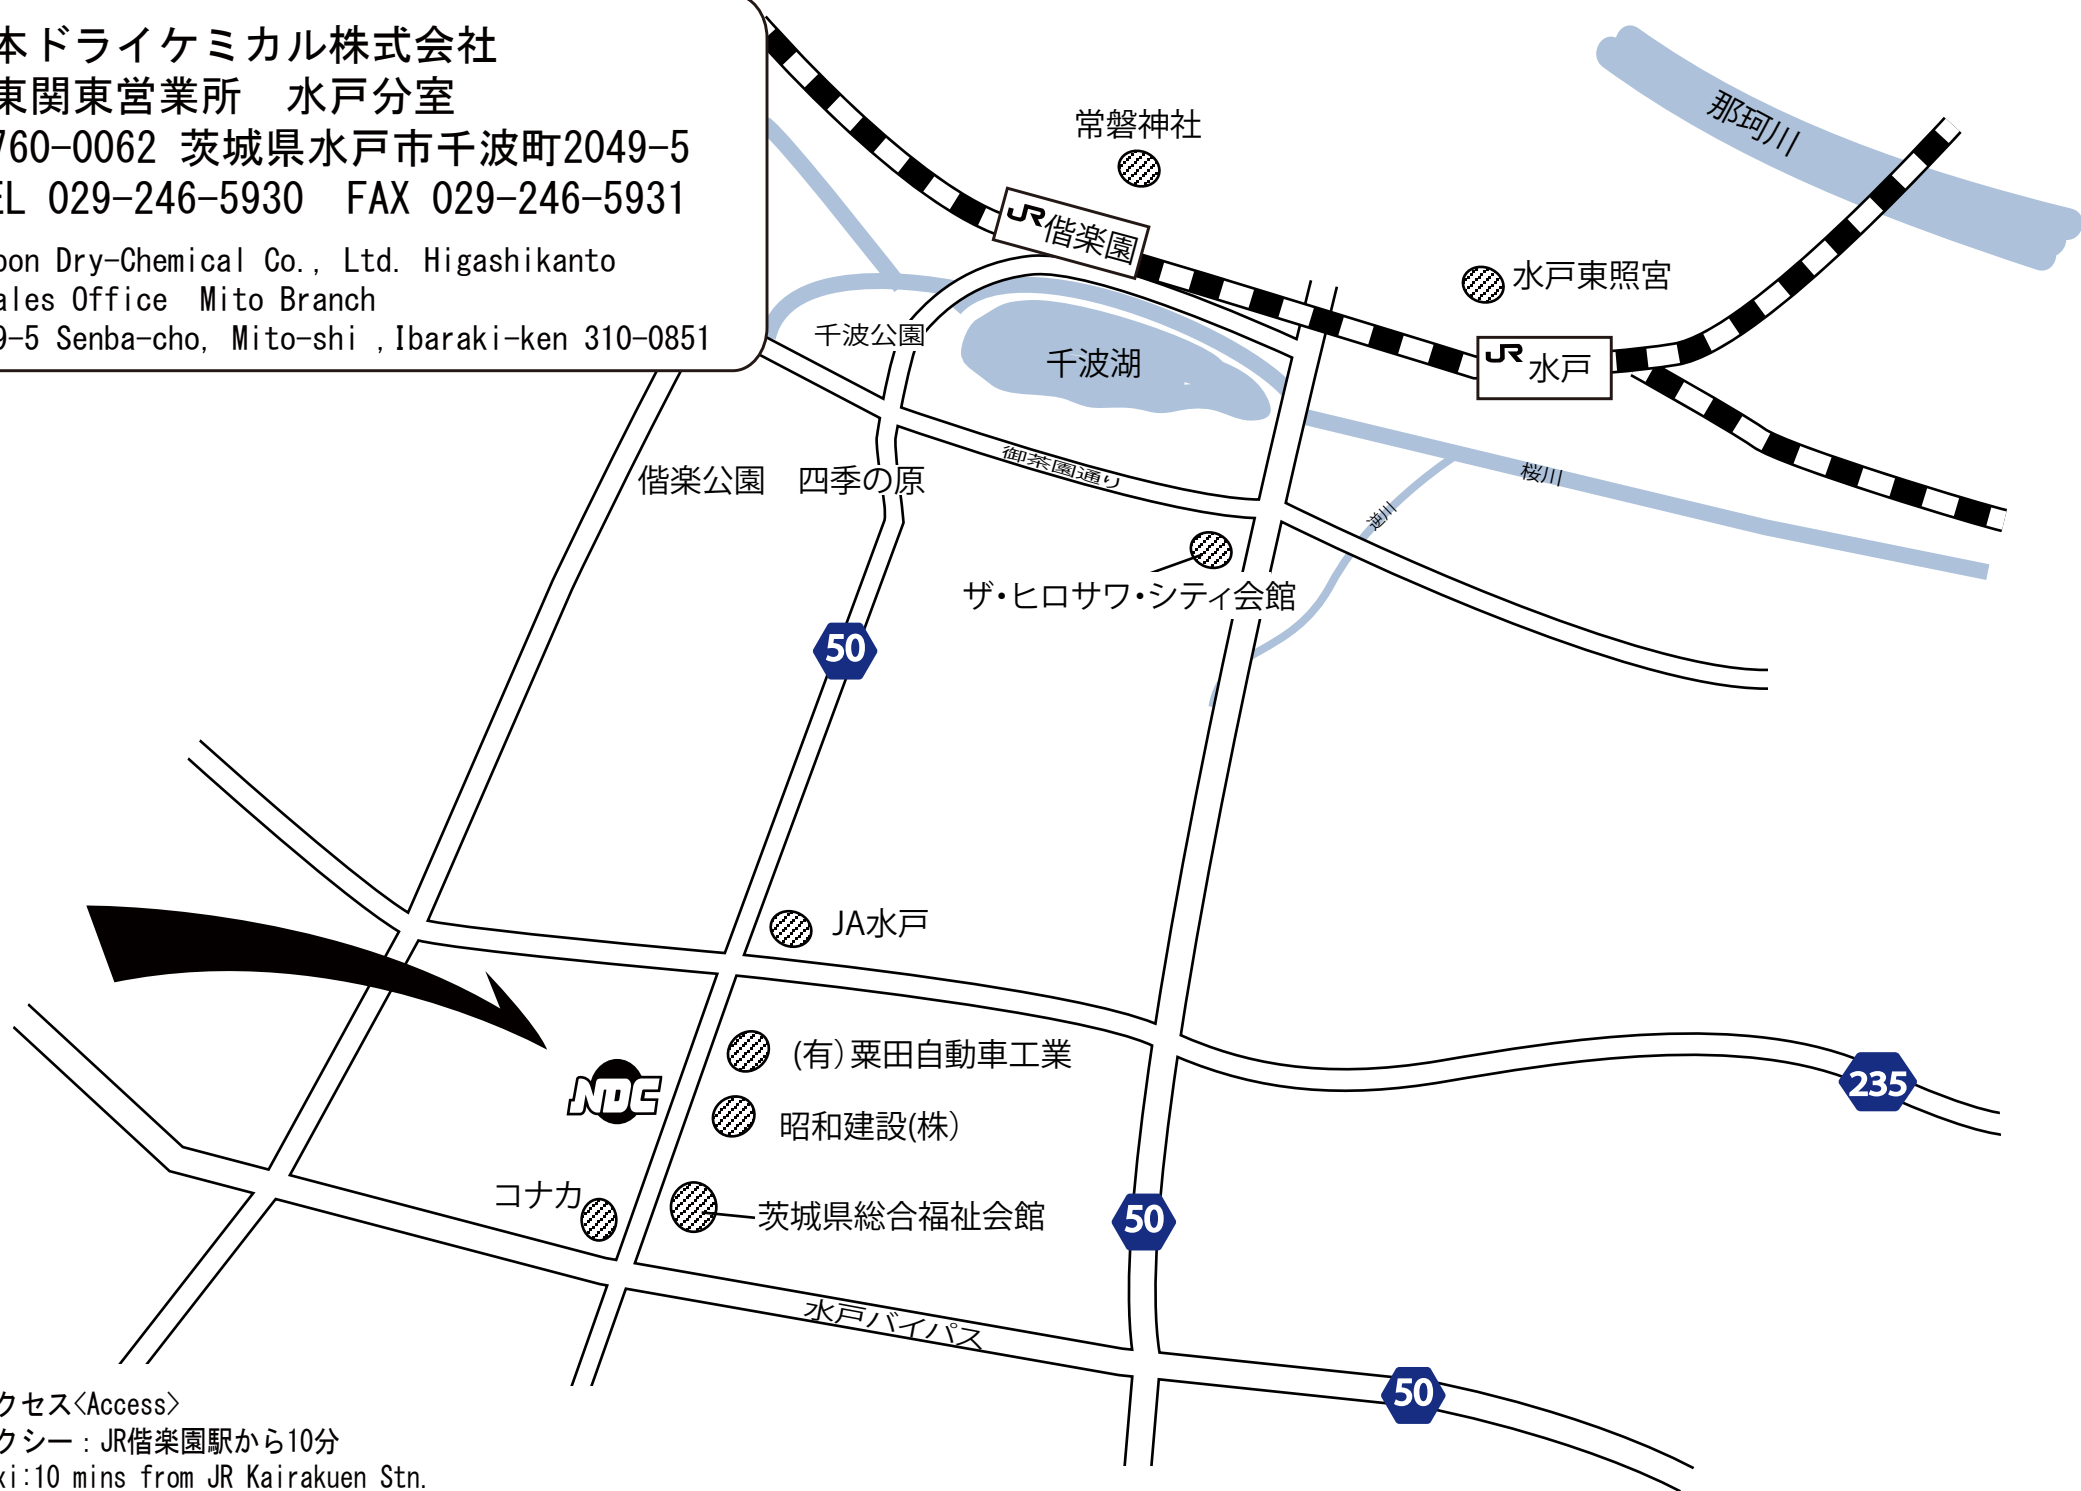 本ドライケミカル株式会社
東関東営業所　水戸分室
760-0062 茨城県水戸市千波町2049-5
EL 029-246-5930　FAX 029-246-5931
pon Dry-Chemical Co., Ltd. Higashikanto
ales Office　Mito Branch
9-5 Senba-cho, Mito-shi ,Ibaraki-ken 310-0851
那珂川
常磐神社
JR偕楽園
水戸東照宮
千波公園
千波湖
JR 水戸
偕楽公園　四季の原
御茶園通り
桜川
逆川
ザ・ヒロサワ・シティ会館
50
JA水戸
(有)粟田自動車工業
235
NDC
昭和建設(株)
コナカ
茨城県総合福祉会館
50
水戸バイパス
50
クセス<Access>
クシー：JR偕楽園駅から10分
xi:10 mins from JR Kairakuen Stn.